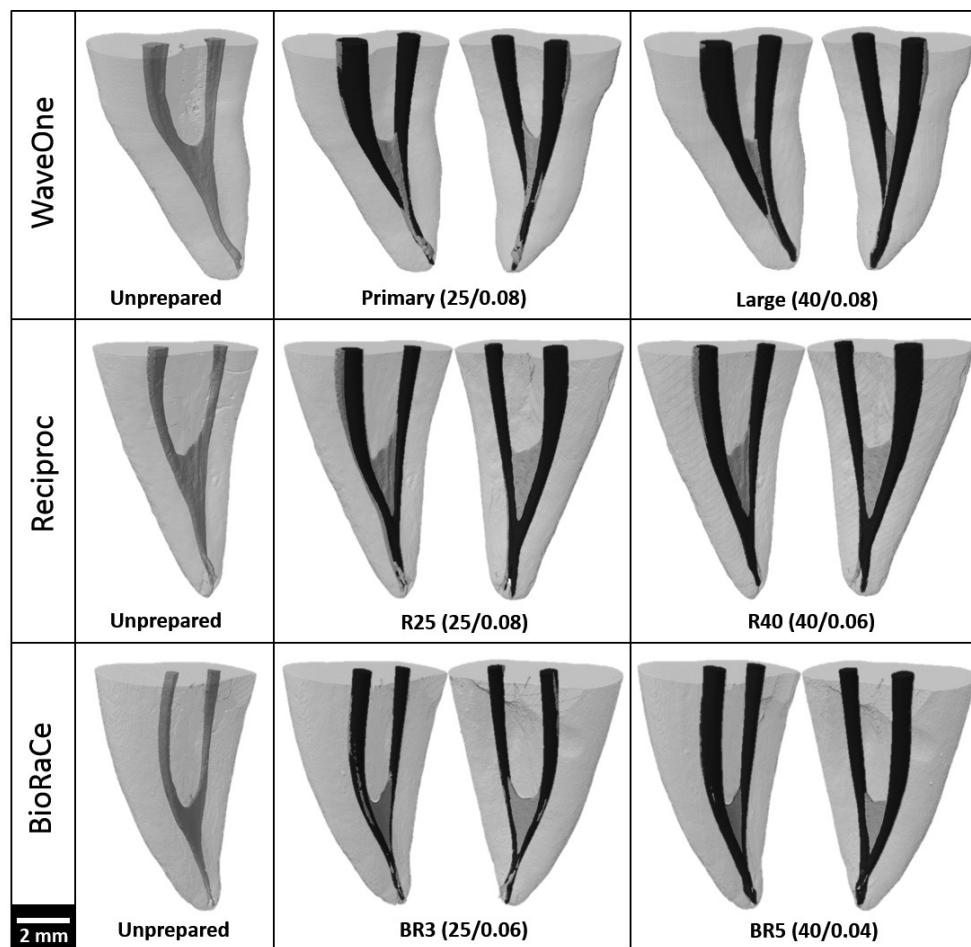 WaveOne
Unprepared
Primary (25/0.08)
Large (40/0.08)
Reciproc
Unprepared
R25 (25/0.08)
R40 (40/0.06)
BioRaCe
2 mm
Unprepared
BR3 (25/0.06)
BR5 (40/0.04)